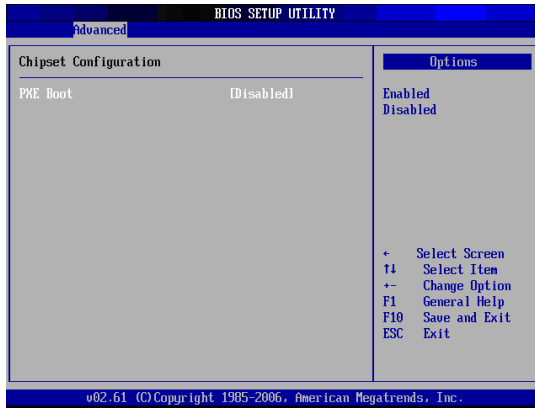 BIOS SETUP UTILITY
Advanced
Chipset Configuration
PXE Boot [Disabled]
Options
Enabled
Disabled
← Select Screen
↑↓ Select Item
+- Change Option
F1 General Help
F10 Save and Exit
ESC Exit
v02.61 (C)Copyright 1985-2006, American Megatrends, Inc.